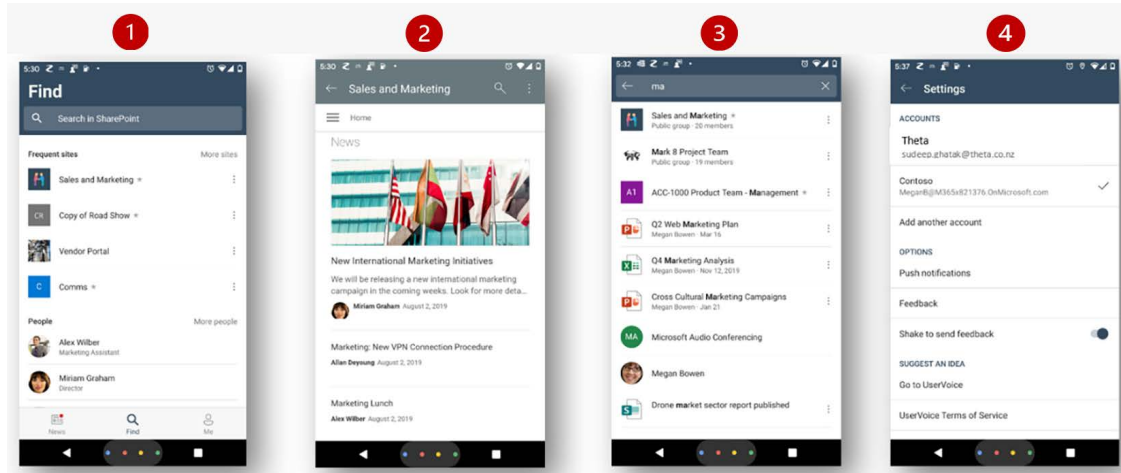 1
2
3
4
5:30
Find
Search in SharePoint
Frequent sites
More sites
Sales and Marketing
CR
Copy of Road Show
Vendor Portal
C
Comms
People
More people
Alex Wilber
Marketing Assistant
Miriam Graham
Director
News
Find
Me
5:30
Sales and Marketing
Home
News
New International Marketing Initiatives
We will be releasing a new international marketing
campaign in the coming weeks. Look for more deta...
Miriam Graham August 2, 2019
Marketing: New VPN Connection Procedure
Allan Deyoung August 2, 2019
Marketing Lunch
Alex Wilber August 2, 2019
5:32
ma
Sales and Marketing
Public group · 20 members
Mark 8 Project Team
Public group · 19 members
A1
ACC-1000 Product Team - Management
Q2 Web Marketing Plan
Megan Bowen · Mar 16
Q4 Marketing Analysis
Megan Bowen · Nov 12, 2019
Cross Cultural Marketing Campaigns
Megan Bowen · Jan 21
MA
Microsoft Audio Conferencing
Megan Bowen
Drone market sector report published
5:37
Settings
ACCOUNTS
Theta
sudeep.ghatak@theta.co.nz
Contoso
MeganB@M365x821376.OnMicrosoft.com
Add another account
OPTIONS
Push notifications
Feedback
Shake to send feedback
SUGGEST AN IDEA
Go to UserVoice
UserVoice Terms of Service